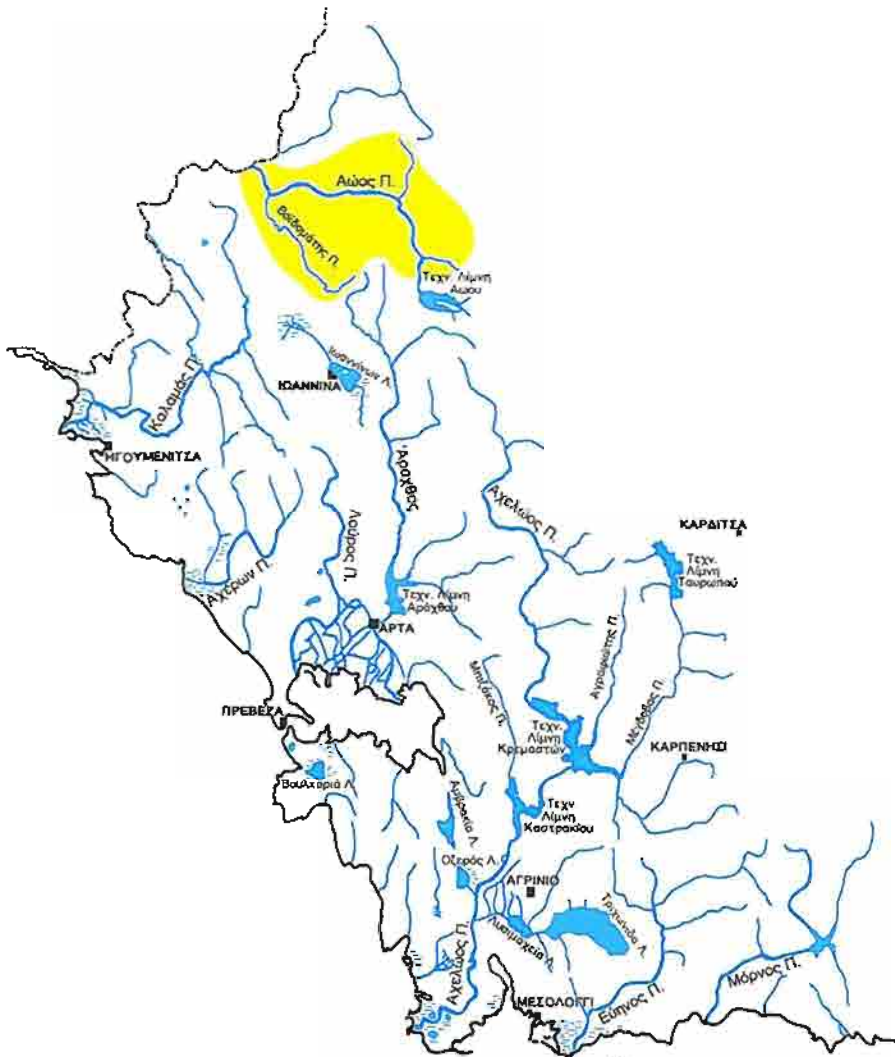 Αώος Π.
Βοϊδομάτης Π.
Τεχν. Λίμνη
Αώου
Ιωαννίνων Λ.
ΙΩΑΝΝΙΝΑ
Καλαμάς Π.
ΗΓΟΥΜΕΝΙΤΣΑ
Άραχθος
Αχελώος Π.
ΚΑΡΔΙΤΣΑ
Τεχν.
Λίμνη
Ταυρωπού
Λούρος Π.
Αχέρων Π.
Τεχν. Λίμνη
Αράχθου
ΑΡΤΑ
Αγραφιώτης Π.
Μπιζάκος Π.
Μέγδοβας Π.
ΠΡΕΒΕΖΑ
Τεχν.
Λίμνη
Κρεμαστών
ΚΑΡΠΕΝΗΣΙ
Βουλκαριά Λ.
Αμβρακία Λ.
Τεχν
Λίμνη
Καστρακίου
Οζερός Λ.
ΑΓΡΙΝΙΟ
Τριχωνίδα Λ.
Λυσιμαχεία Λ.
Αχελώος Π.
ΜΕΣΟΛΟΓΓΙ
Εύηνος Π.
Μόρνος Π.